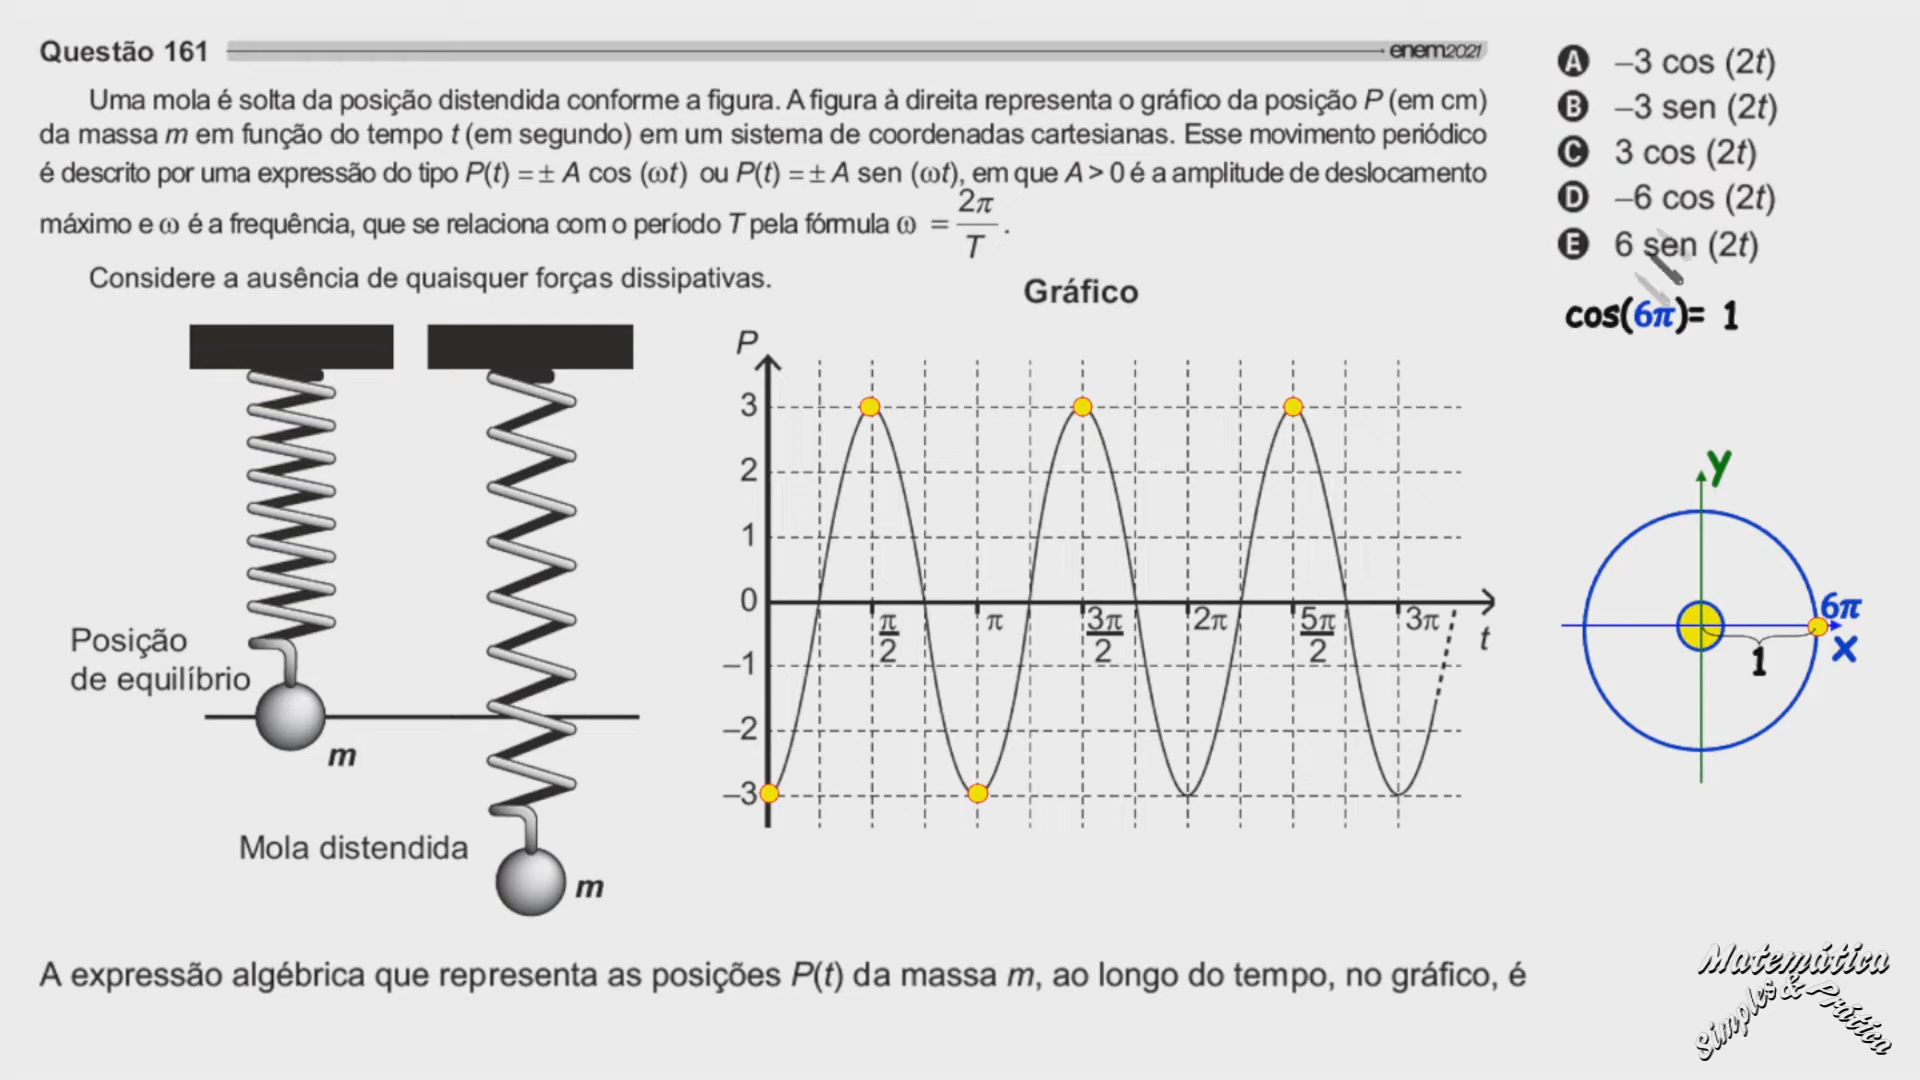 Questão 161
enem2021
Uma mola é solta da posição distendida conforme a figura. A figura à direita representa o gráfico da posição P (em cm)
da massa m em função do tempo t (em segundo) em um sistema de coordenadas cartesianas. Esse movimento periódico
é descrito por uma expressão do tipo P(t) = ± A cos (ωt) ou P(t) = ± A sen (ωt), em que A > 0 é a amplitude de deslocamento
máximo e ω é a frequência, que se relaciona com o período T pela fórmula ω = 2π/T.
Considere a ausência de quaisquer forças dissipativas.
A –3 cos (2t)
B –3 sen (2t)
C 3 cos (2t)
D –6 cos (2t)
E 6 sen (2t)
cos(6π)= 1
Gráfico
P
3
2
1
0
–1
–2
–3
π/2
π
3π/2
2π
5π/2
3π
t
Posição
de equilíbrio
m
Mola distendida
m
y
6π
x
1
A expressão algébrica que representa as posições P(t) da massa m, ao longo do tempo, no gráfico, é
Matemática
Simples & Prática